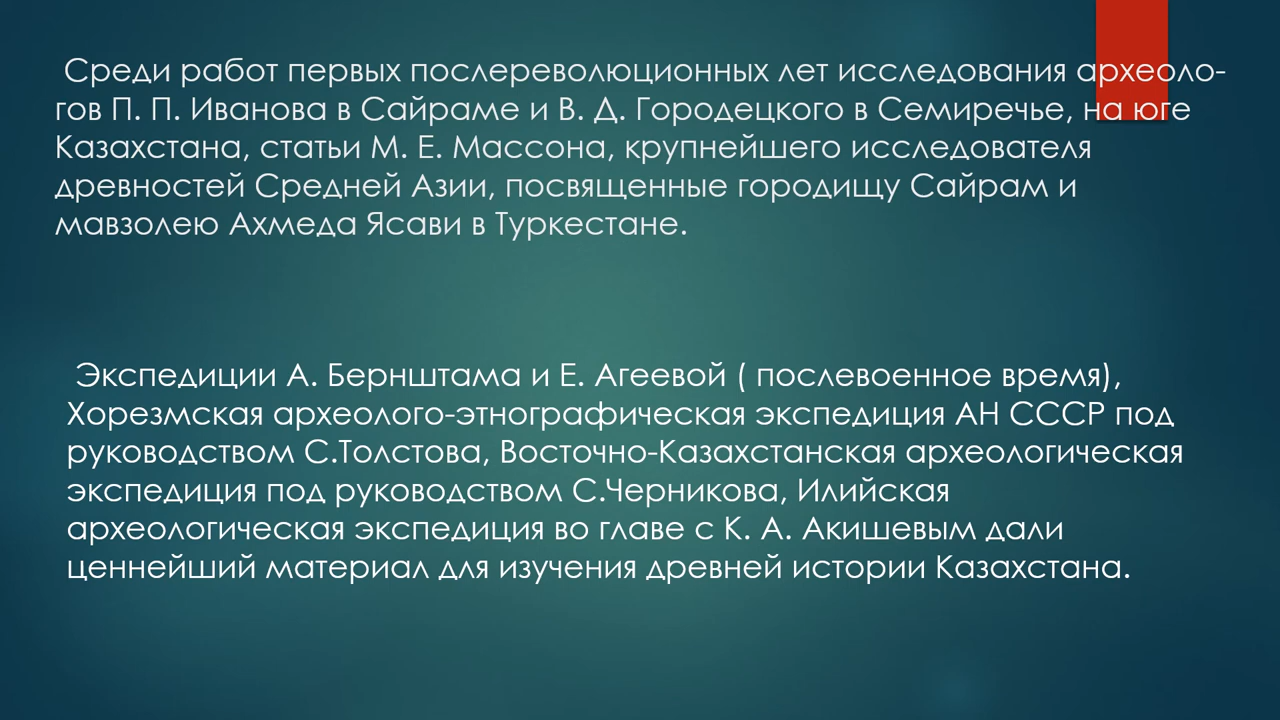 Среди работ первых послереволюционных лет исследования археоло-
гов П. П. Иванова в Сайраме и В. Д. Городецкого в Семиречье, на юге
Казахстана, статьи М. Е. Массона, крупнейшего исследователя
древностей Средней Азии, посвященные городищу Сайрам и
мавзолею Ахмеда Ясави в Туркестане.
Экспедиции А. Бернштама и Е. Агеевой ( послевоенное время),
Хорезмская археолого-этнографическая экспедиция АН СССР под
руководством С.Толстова, Восточно-Казахстанская археологическая
экспедиция под руководством С.Черникова, Илийская
археологическая экспедиция во главе с К. А. Акишевым дали
ценнейший материал для изучения древней истории Казахстана.